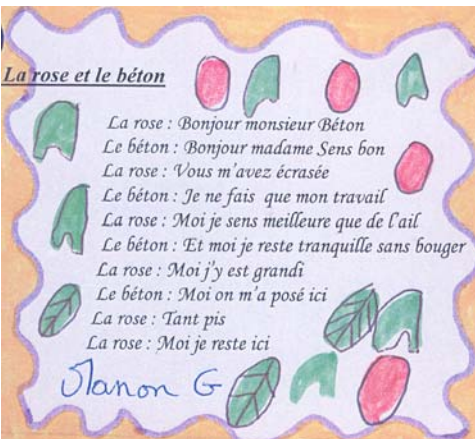 La rose et le béton
La rose : Bonjour monsieur Béton
Le béton : Bonjour madame Sens bon
La rose : Vous m'avez écrasée
Le béton : Je ne fais que mon travail
La rose : Moi je sens meilleure que de l'ail
Le béton : Et moi je reste tranquille sans bouger
La rose : Moi j'y est grandi
Le béton : Moi on m'a posé ici
La rose : Tant pis
La rose : Moi je reste ici
Manon G